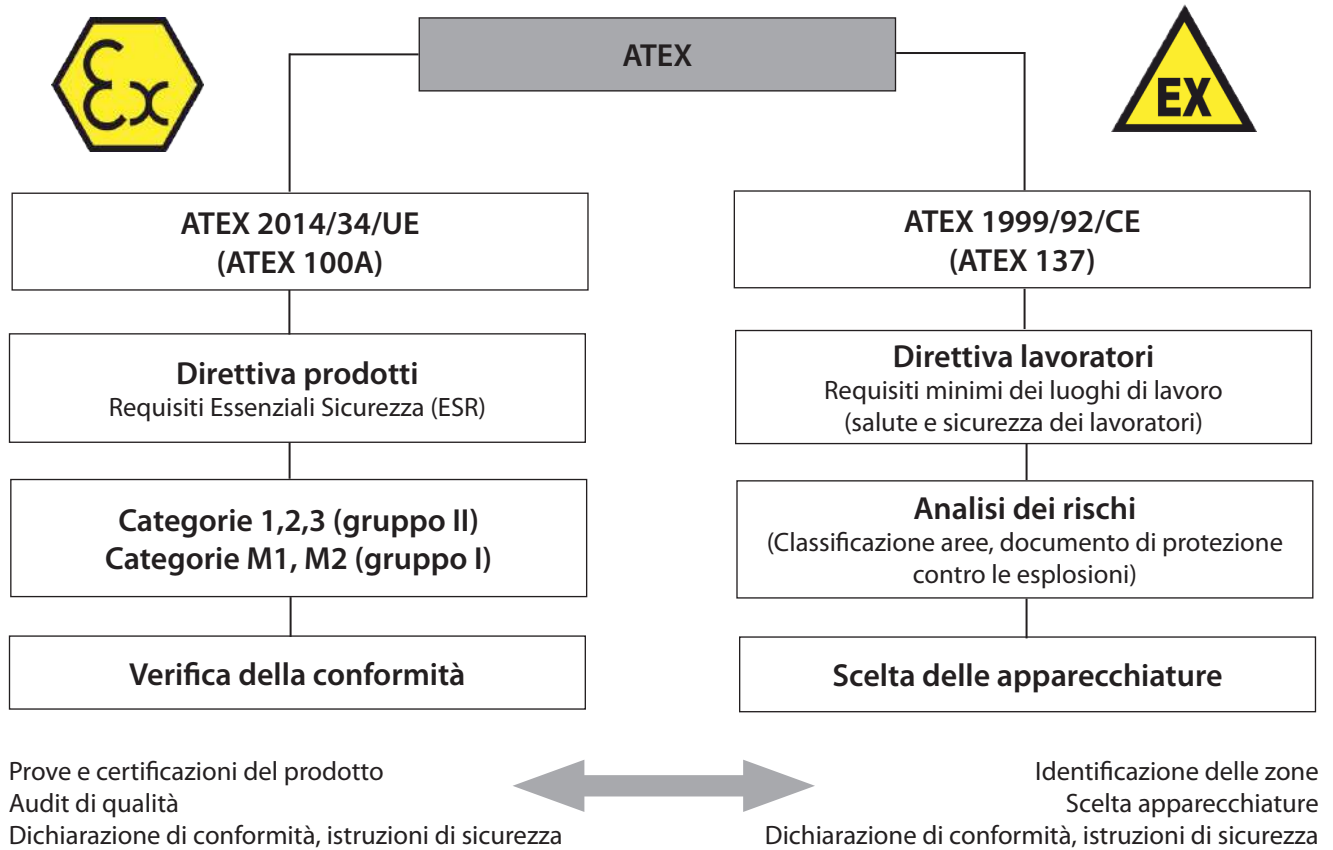 Ex
ATEX
EX
ATEX 2014/34/UE
(ATEX 100A)
Direttiva prodotti
Requisiti Essenziali Sicurezza (ESR)
Categorie 1,2,3 (gruppo II)
Categorie M1, M2 (gruppo I)
Verifica della conformità
ATEX 1999/92/CE
(ATEX 137)
Direttiva lavoratori
Requisiti minimi dei luoghi di lavoro
(salute e sicurezza dei lavoratori)
Analisi dei rischi
(Classificazione aree, documento di protezione
contro le esplosioni)
Scelta delle apparecchiature
Prove e certificazioni del prodotto
Audit di qualità
Dichiarazione di conformità, istruzioni di sicurezza
Identificazione delle zone
Scelta apparecchiature
Dichiarazione di conformità, istruzioni di sicurezza